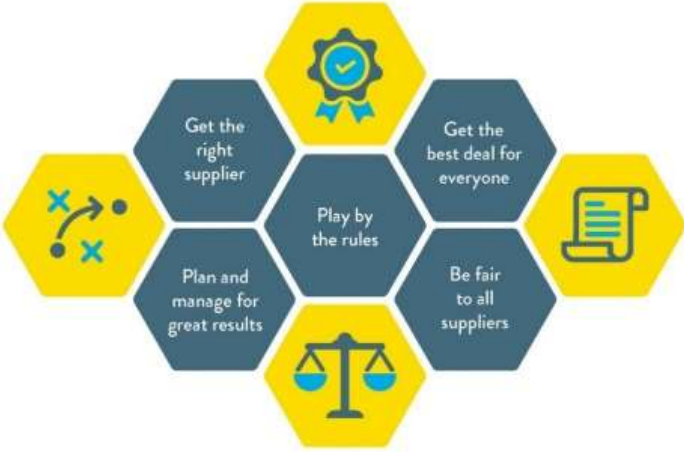 Get the
right
supplier
Get the
best deal for
everyone
Play by
the rules
Plan and
manage for
great results
Be fair
to all
suppliers